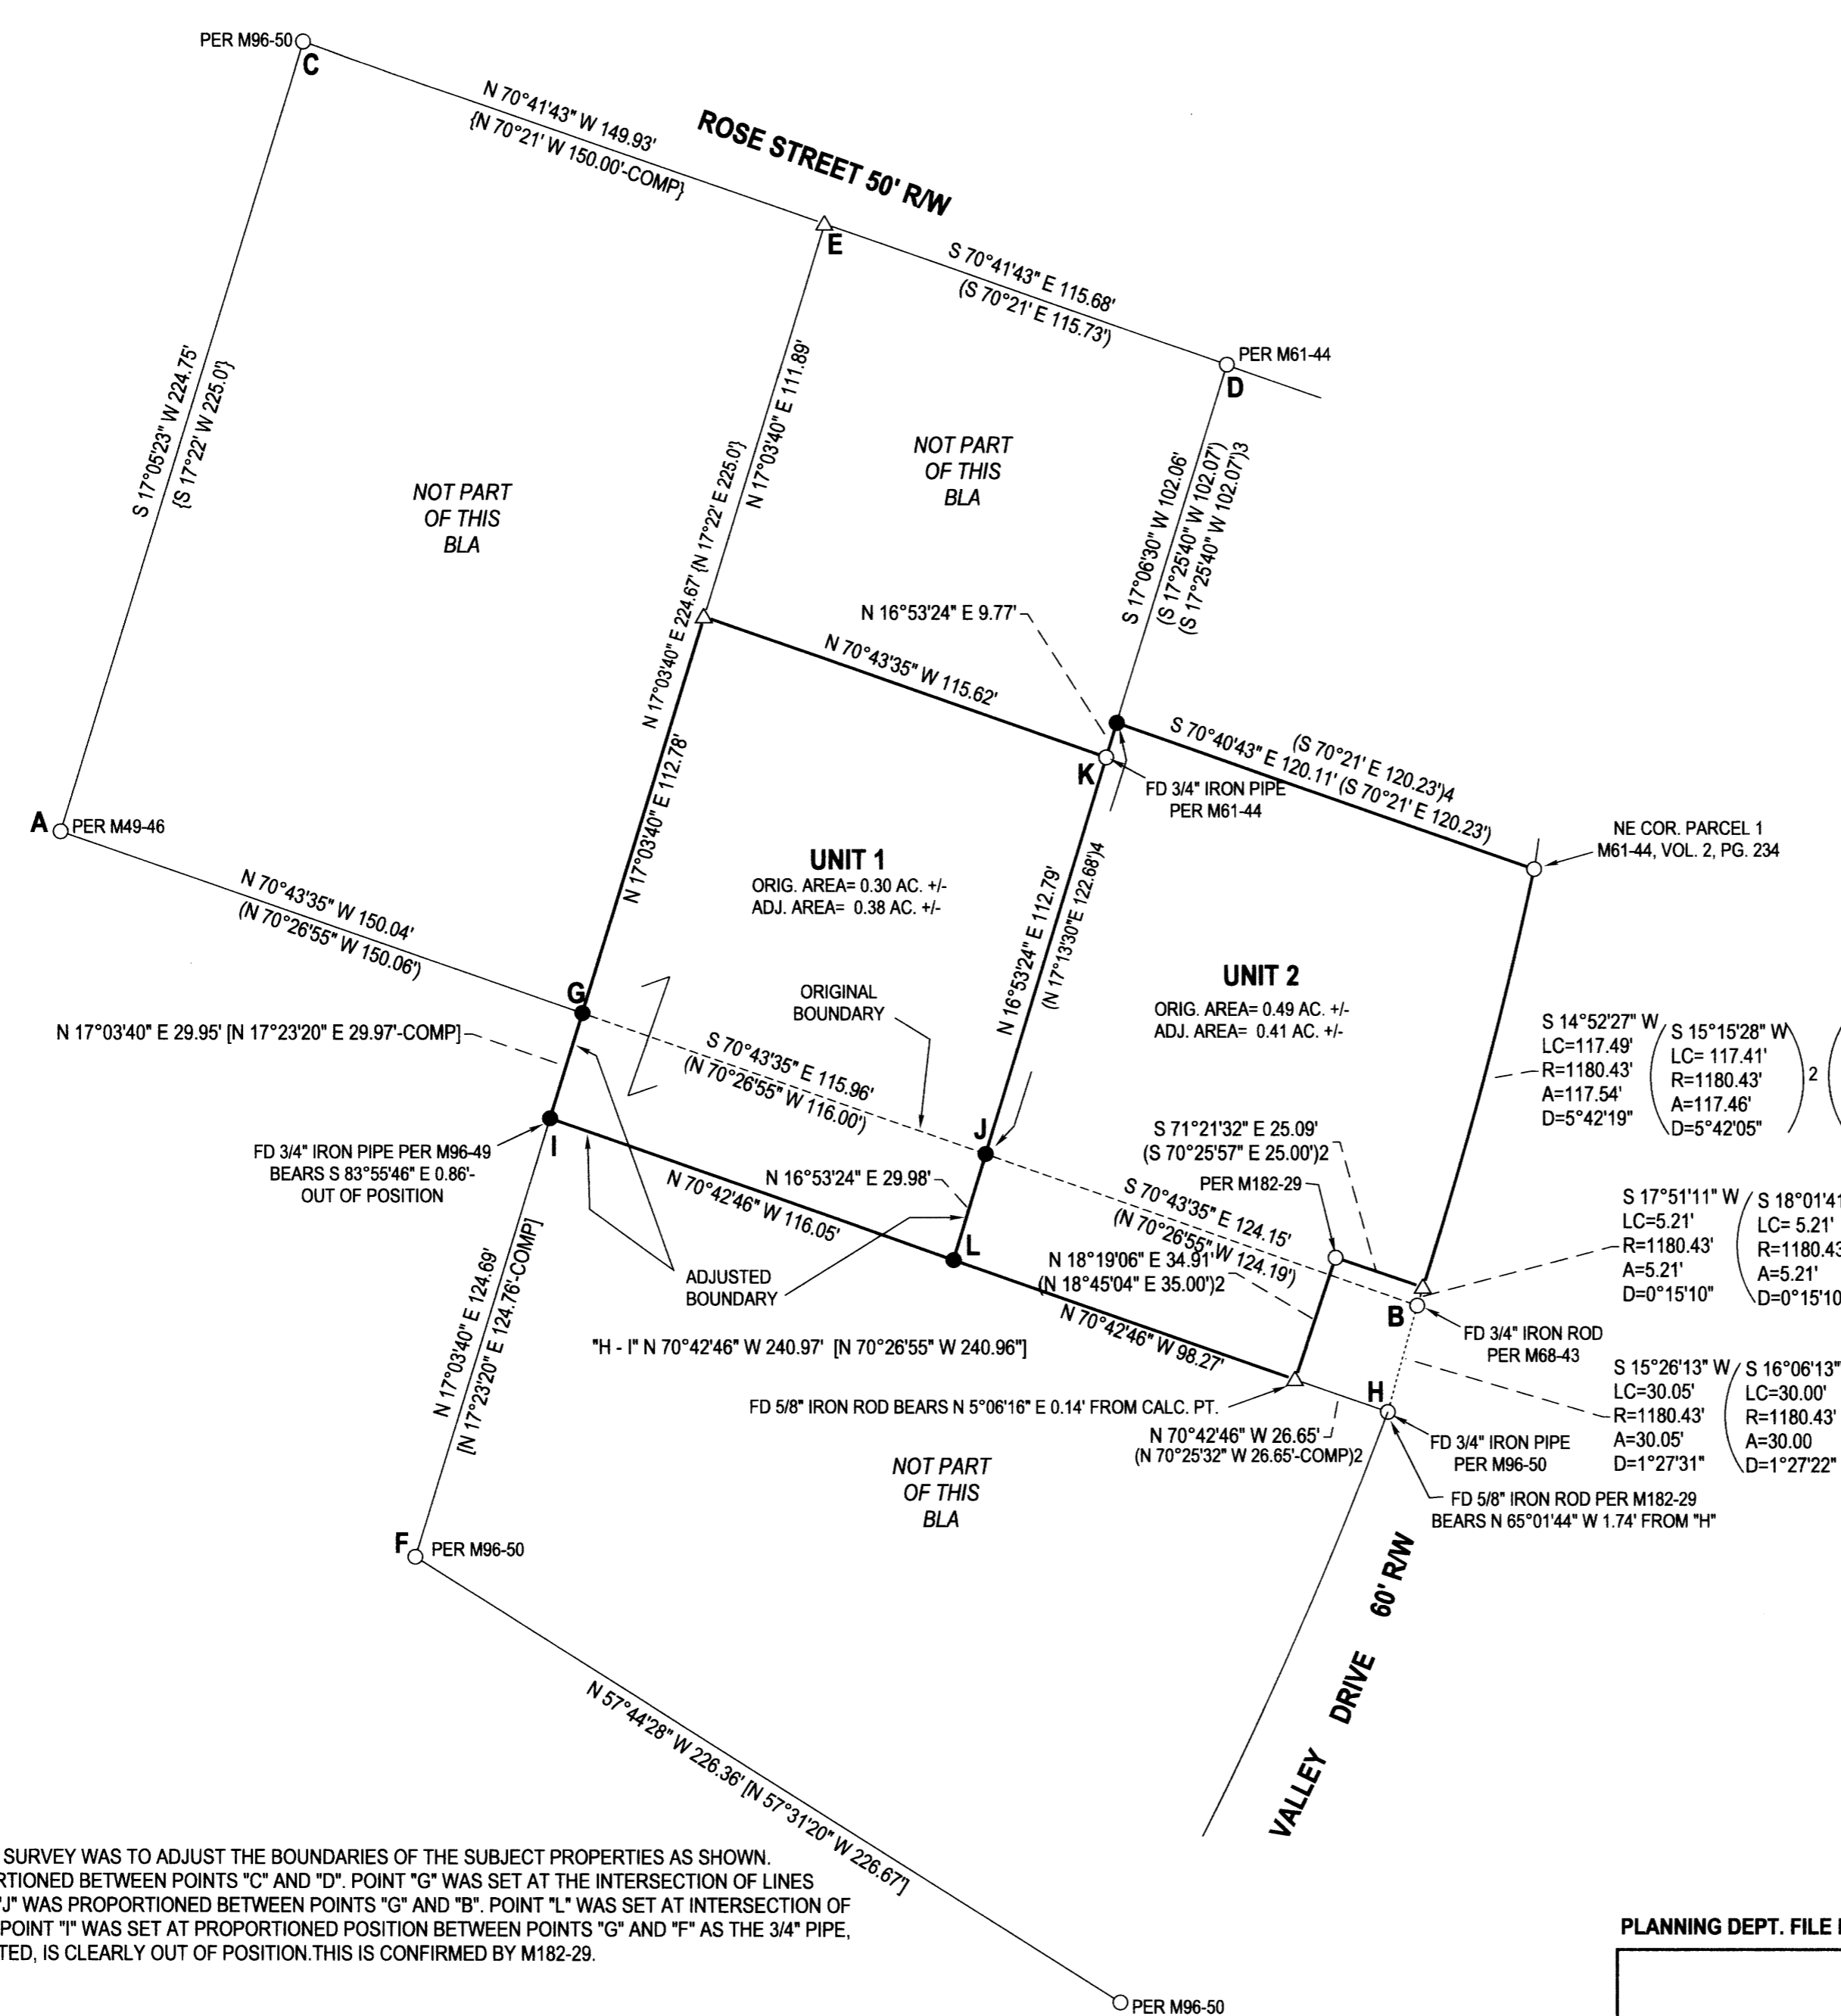 PER M96-50
C
N 70°41'43" W 149.93'
{N 70°21' W 150.00'-COMP}
ROSE STREET 50' R/W
E
S 70°41'43" E 115.68'
(S 70°21' E 115.73')
PER M61-44
D
S 17°05'23" W 224.75'
{S 17°22' W 225.0'}
NOT PART
OF THIS
BLA
N 17°03'40" E 111.89'
N 17°03'40" E 224.67' {N 17°22' E 225.0'}
NOT PART
OF THIS
BLA
S 17°06'30" W 102.06'
(S 17°25'40" W 102.07')
(S 17°25'40" W 102.07')3
N 16°53'24" E 9.77'
N 70°43'35" W 115.62'
K
FD 3/4" IRON PIPE
PER M61-44
(S 70°21' E 120.23')4
S 70°40'43" E 120.11' (S 70°21' E 120.23')
NE COR. PARCEL 1
M61-44, VOL. 2, PG. 234
A
PER M49-46
N 70°43'35" W 150.04'
(N 70°26'55" W 150.06')
N 17°03'40" E 112.78'
UNIT 1
ORIG. AREA= 0.30 AC. +/-
ADJ. AREA= 0.38 AC. +/-
N 16°53'24" E 112.79'
(N 17°13'30"E 122.68')4
UNIT 2
ORIG. AREA= 0.49 AC. +/-
ADJ. AREA= 0.41 AC. +/-
G
ORIGINAL
BOUNDARY
N 17°03'40" E 29.95' [N 17°23'20" E 29.97'-COMP]
S 70°43'35" E 115.96'
(N 70°26'55" W 116.00')
J
S 14°52'27" W
LC=117.49'
R=1180.43'
A=117.54'
D=5°42'19"
S 15°15'28" W
LC= 117.41'
R=1180.43'
A=117.46'
D=5°42'05"
2
I
FD 3/4" IRON PIPE PER M96-49
BEARS S 83°55'46" E 0.86'-
OUT OF POSITION
N 16°53'24" E 29.98'
N 70°42'46" W 116.05'
L
S 71°21'32" E 25.09'
(S 70°25'57" E 25.00')2
PER M182-29
S 70°43'35" E 124.15'
(N 70°26'55" W 124.19')
N 18°19'06" E 34.91'
(N 18°45'04" E 35.00')2
S 17°51'11" W
LC=5.21'
R=1180.43'
A=5.21'
D=0°15'10"
S 18°01'41
LC= 5.21'
R=1180.43
A=5.21'
D=0°15'10
B
FD 3/4" IRON ROD
PER M68-43
ADJUSTED
BOUNDARY
N 17°03'40" E 124.69'
[N 17°23'20" E 124.76'-COMP]
"H - I" N 70°42'46" W 240.97' [N 70°26'55" W 240.96"]
N 70°42'46" W 98.27'
FD 5/8" IRON ROD BEARS N 5°06'16" E 0.14' FROM CALC. PT.
H
N 70°42'46" W 26.65'
(N 70°25'32" W 26.65'-COMP)2
FD 3/4" IRON PIPE
PER M96-50
S 15°26'13" W
LC=30.05'
R=1180.43'
A=30.05'
D=1°27'31"
S 16°06'13"
LC=30.00'
R=1180.43'
A=30.00
D=1°27'22"
FD 5/8" IRON ROD PER M182-29
BEARS N 65°01'44" W 1.74' FROM "H"
NOT PART
OF THIS
BLA
F
PER M96-50
VALLEY DRIVE 60' R/W
N 57°44'28" W 226.36' [N 57°31'20" W 226.67']
SURVEY WAS TO ADJUST THE BOUNDARIES OF THE SUBJECT PROPERTIES AS SHOWN.
RTIONED BETWEEN POINTS "C" AND "D". POINT "G" WAS SET AT THE INTERSECTION OF LINES
"J" WAS PROPORTIONED BETWEEN POINTS "G" AND "B". POINT "L" WAS SET AT INTERSECTION OF
POINT "I" WAS SET AT PROPORTIONED POSITION BETWEEN POINTS "G" AND "F" AS THE 3/4" PIPE,
TED, IS CLEARLY OUT OF POSITION.THIS IS CONFIRMED BY M182-29.
PER M96-50
PLANNING DEPT. FILE